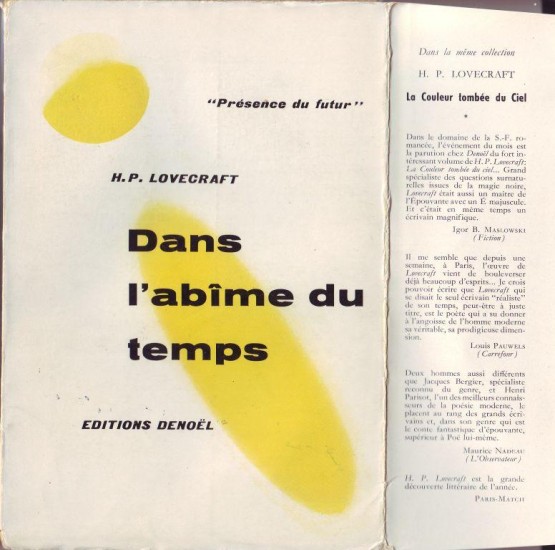 "Présence du futur"
H.P. LOVECRAFT
Dans
l'abîme du
temps
EDITIONS DENOËL
Dans la même collection
H. P. LOVECRAFT
La Couleur tombée du Ciel
*
Dans le domaine de la S.-F. ro-
mancée, l'événement du mois est
la parution chez Denoël du fort in-
téressant volume de H. P. Lovecraft:
La Couleur tombée du ciel... Grand
spécialiste des questions surnatu-
relles issues de la magie noire,
Lovecraft était aussi un maître de
l'Epouvante avec un E majuscule.
Et c'était en même temps un
écrivain magnifique.
Igor B. MASLOWSKI
(Fiction)
Il me semble que depuis une
semaine, à Paris, l'œuvre de
Lovecraft vient de bouleverser
déjà beaucoup d'esprits... Je crois
pouvoir écrire que Lovecraft qui
se disait le seul écrivain "réaliste"
de son temps, peut-être à juste
titre, est le poète qui a su donner
à l'angoisse de l'homme moderne
sa véritable, sa prodigieuse dimen-
sion.
Louis PAUWELS
(Carrefour)
Deux hommes aussi différents
que Jacques Bergier, spécialiste
reconnu du genre, et Henri
Parisot, l'un des meilleurs connais-
seurs de la poésie moderne, le
placent au rang des grands écri-
vains et, dans son genre qui est
le conte fantastique d'épouvante,
supérieur à Poë lui-même.
Maurice NADEAU
(L'Observateur)
H. P. Lovecraft est la grande
découverte littéraire de l'année.
PARIS-MATCH